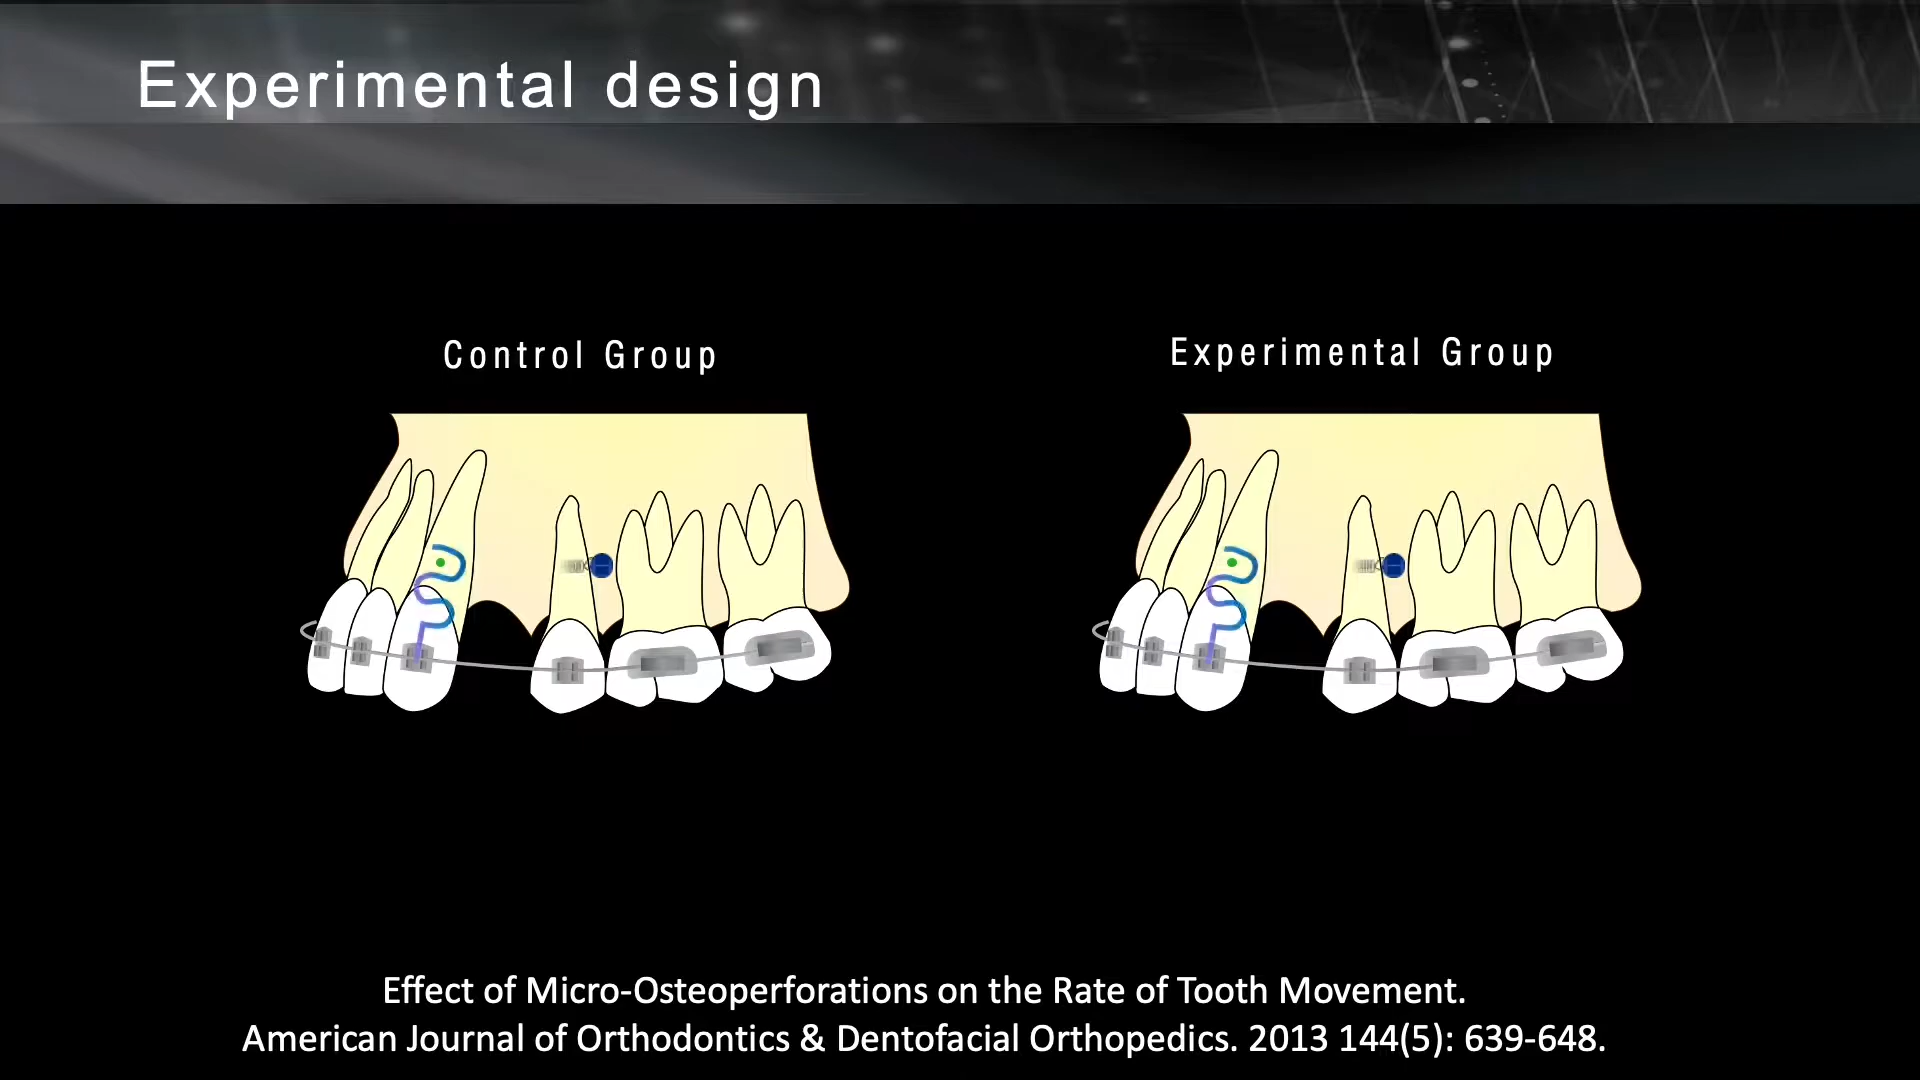 Experimental design
Control Group
Experimental Group
Effect of Micro-Osteoperforations on the Rate of Tooth Movement.
American Journal of Orthodontics & Dentofacial Orthopedics. 2013 144(5): 639-648.